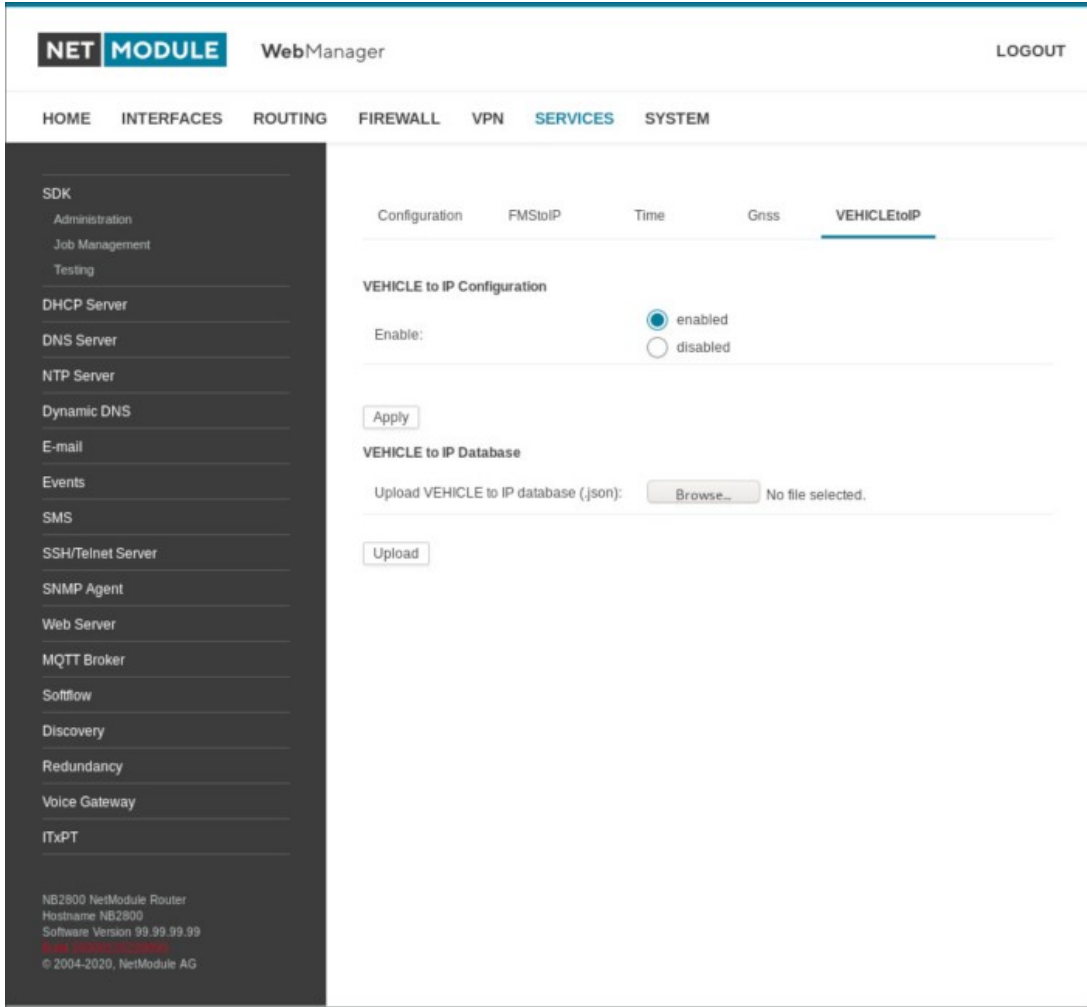 NET MODULE WebManager LOGOUT
HOME INTERFACES ROUTING FIREWALL VPN SERVICES SYSTEM
SDK
Administration
Job Management
Testing
DHCP Server
DNS Server
NTP Server
Dynamic DNS
E-mail
Events
SMS
SSH/Telnet Server
SNMP Agent
Web Server
MQTT Broker
Softflow
Discovery
Redundancy
Voice Gateway
ITxPT
NB2800 NetModule Router
Hostname NB2800
Software Version 99.99.99.99
© 2004-2020, NetModule AG
Configuration FMStoIP Time Gnss VEHICLEtoIP
VEHICLE to IP Configuration
Enable: enabled
disabled
Apply
VEHICLE to IP Database
Upload VEHICLE to IP database (.json): Browse... No file selected.
Upload